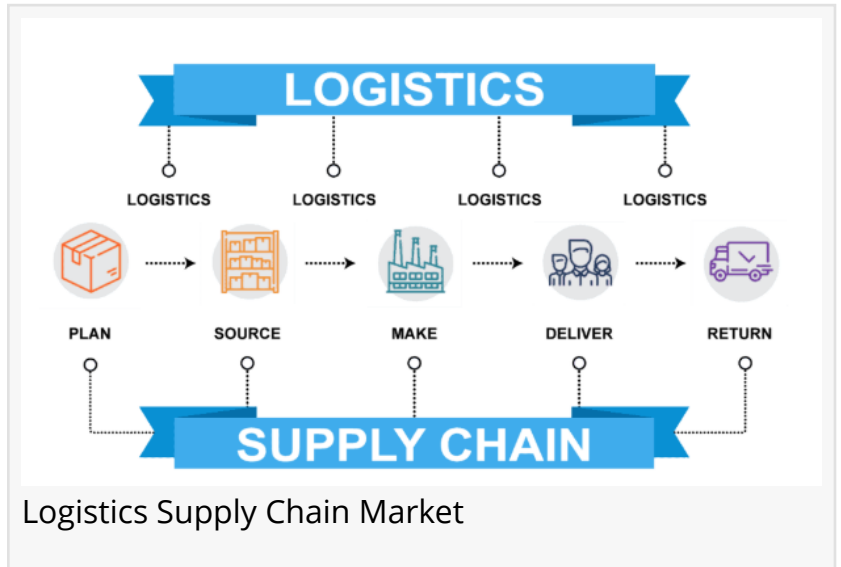 LOGISTICS
LOGISTICS LOGISTICS LOGISTICS LOGISTICS
PLAN SOURCE MAKE DELIVER RETURN
SUPPLY CHAIN
Logistics Supply Chain Market